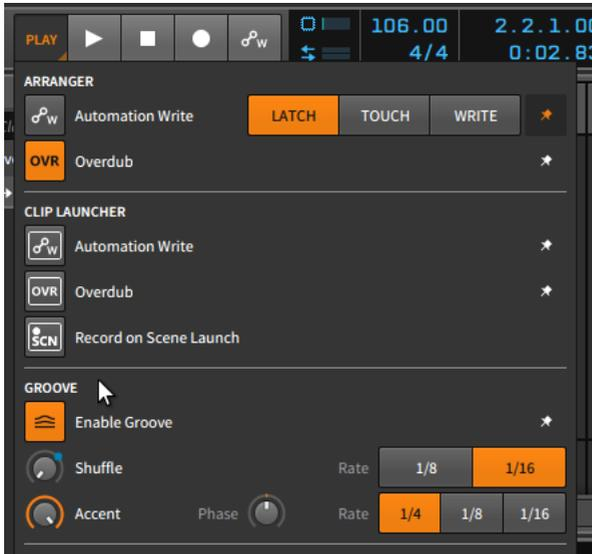 PLAY
W
106.00
2.2.1.0
4/4
0:02.8
ARRANGER
W Automation Write LATCH TOUCH WRITE
OVR Overdub
CLIP LAUNCHER
W Automation Write
OVR Overdub
SCN Record on Scene Launch
GROOVE
Enable Groove
Shuffle Rate 1/8 1/16
Accent Phase Rate 1/4 1/8 1/16